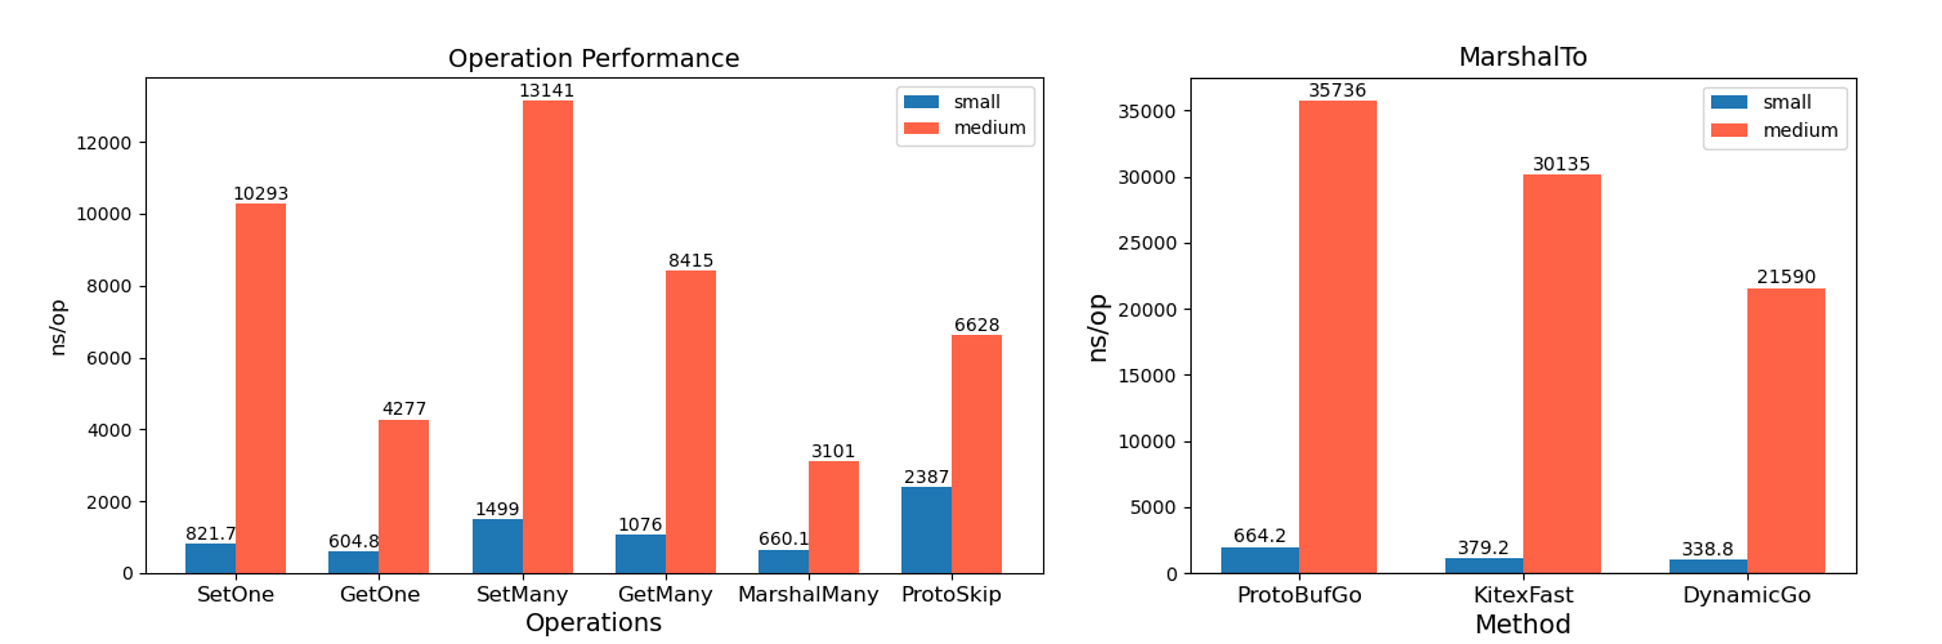 Operation Performance
small
medium
13141
12000
10293
10000
8415
8000
6628
6000
4277
4000
3101
2387
2000
1499
1076
821.7
604.8
660.1
0
ns/op
SetOne GetOne SetMany GetMany MarshalMany ProtoSkip
Operations
MarshalTo
small
medium
35736
35000
30135
30000
25000
21590
20000
15000
10000
5000
664.2
379.2
338.8
0
ns/op
ProtoBufGo KitexFast DynamicGo
Method